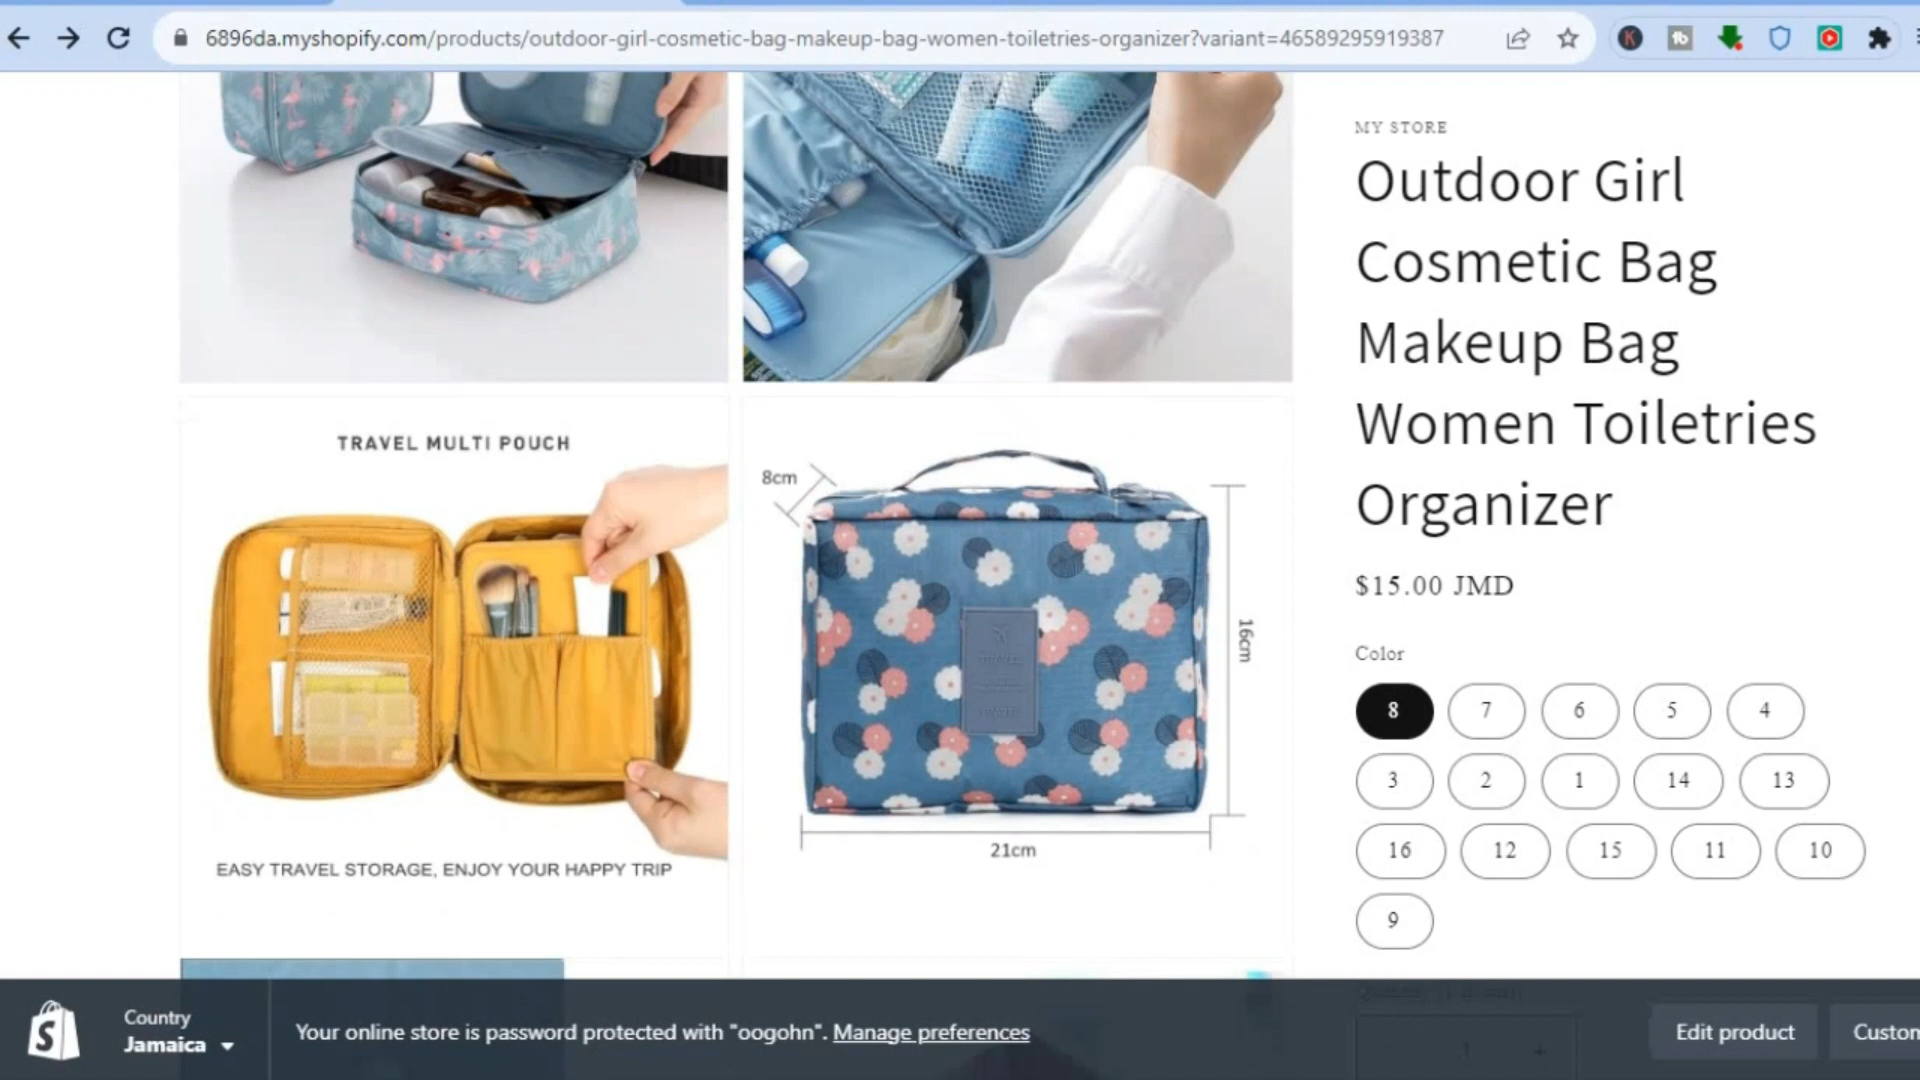 6896da.myshopify.com/products/outdoor-girl-cosmetic-bag-makeup-bag-women-toiletries-organizer?variant=46589295919387
MY STORE
Outdoor Girl
Cosmetic Bag
Makeup Bag
Women Toiletries
Organizer
$15.00 JMD
Color
8 7 6 5 4
3 2 1 14 13
16 12 15 11 10
9
TRAVEL MULTI POUCH
EASY TRAVEL STORAGE, ENJOY YOUR HAPPY TRIP
8cm
16cm
21cm
Country
Jamaica
Your online store is password protected with "oogohn". Manage preferences
Edit product
Custom